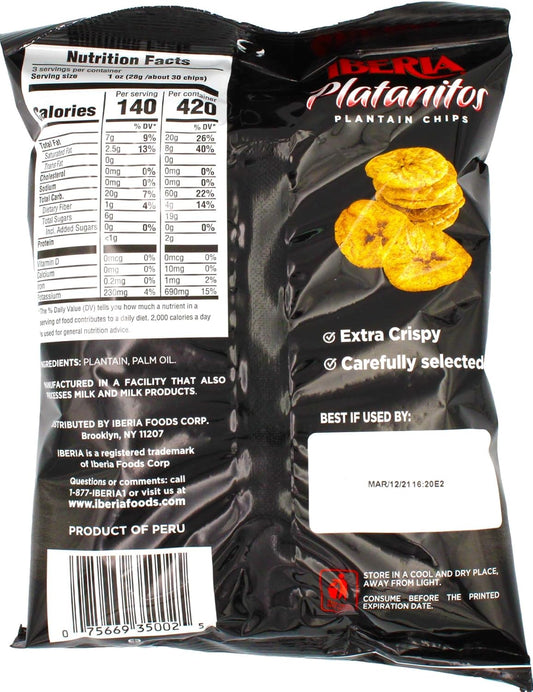 Nutrition Facts
3 servings per container
Serving size 1 oz (28g /about 30 chips)
Per serving Per container
Calories 140 420
% DV* % DV*
Total Fat 7g 9% 20g 26%
Saturated Fat 2.5g 13% 8g 40%
Trans Fat 0g 0g
Cholesterol 0mg 0% 0mg 0%
Sodium 0mg 0% 0mg 0%
Total Carb. 20g 7% 60g 22%
Dietary Fiber 1g 4% 4g 14%
Total Sugars 6g 19g
Incl. Added Sugars 0g 0% 0g 0%
Protein <1g 2g
Vitamin D 0mcg 0% 0mcg 0%
Calcium 0mg 0% 10mg 0%
Iron 0.2mg 0% 1mg 2%
Potassium 230mg 4% 690mg 15%
*The % Daily Value (DV) tells you how much a nutrient in a
serving of food contributes to a daily diet. 2,000 calories a day
is used for general nutrition advice.
INGREDIENTS: PLANTAIN, PALM OIL.
MANUFACTURED IN A FACILITY THAT ALSO
PROCESSES MILK AND MILK PRODUCTS.
DISTRIBUTED BY IBERIA FOODS CORP.
Brooklyn, NY 11207
IBERIA is a registered trademark
of Iberia Foods Corp
Questions or comments: call
1-877-IBERIA1 or visit us at
www.iberiafoods.com
PRODUCT OF PERU
0 75669 35002 5
IBERIA
Platanitos
PLANTAIN CHIPS
Extra Crispy
Carefully selected
BEST IF USED BY:
MAR/12/21 16:20E2
STORE IN A COOL AND DRY PLACE,
AWAY FROM LIGHT.
CONSUME BEFORE THE PRINTED
EXPIRATION DATE.